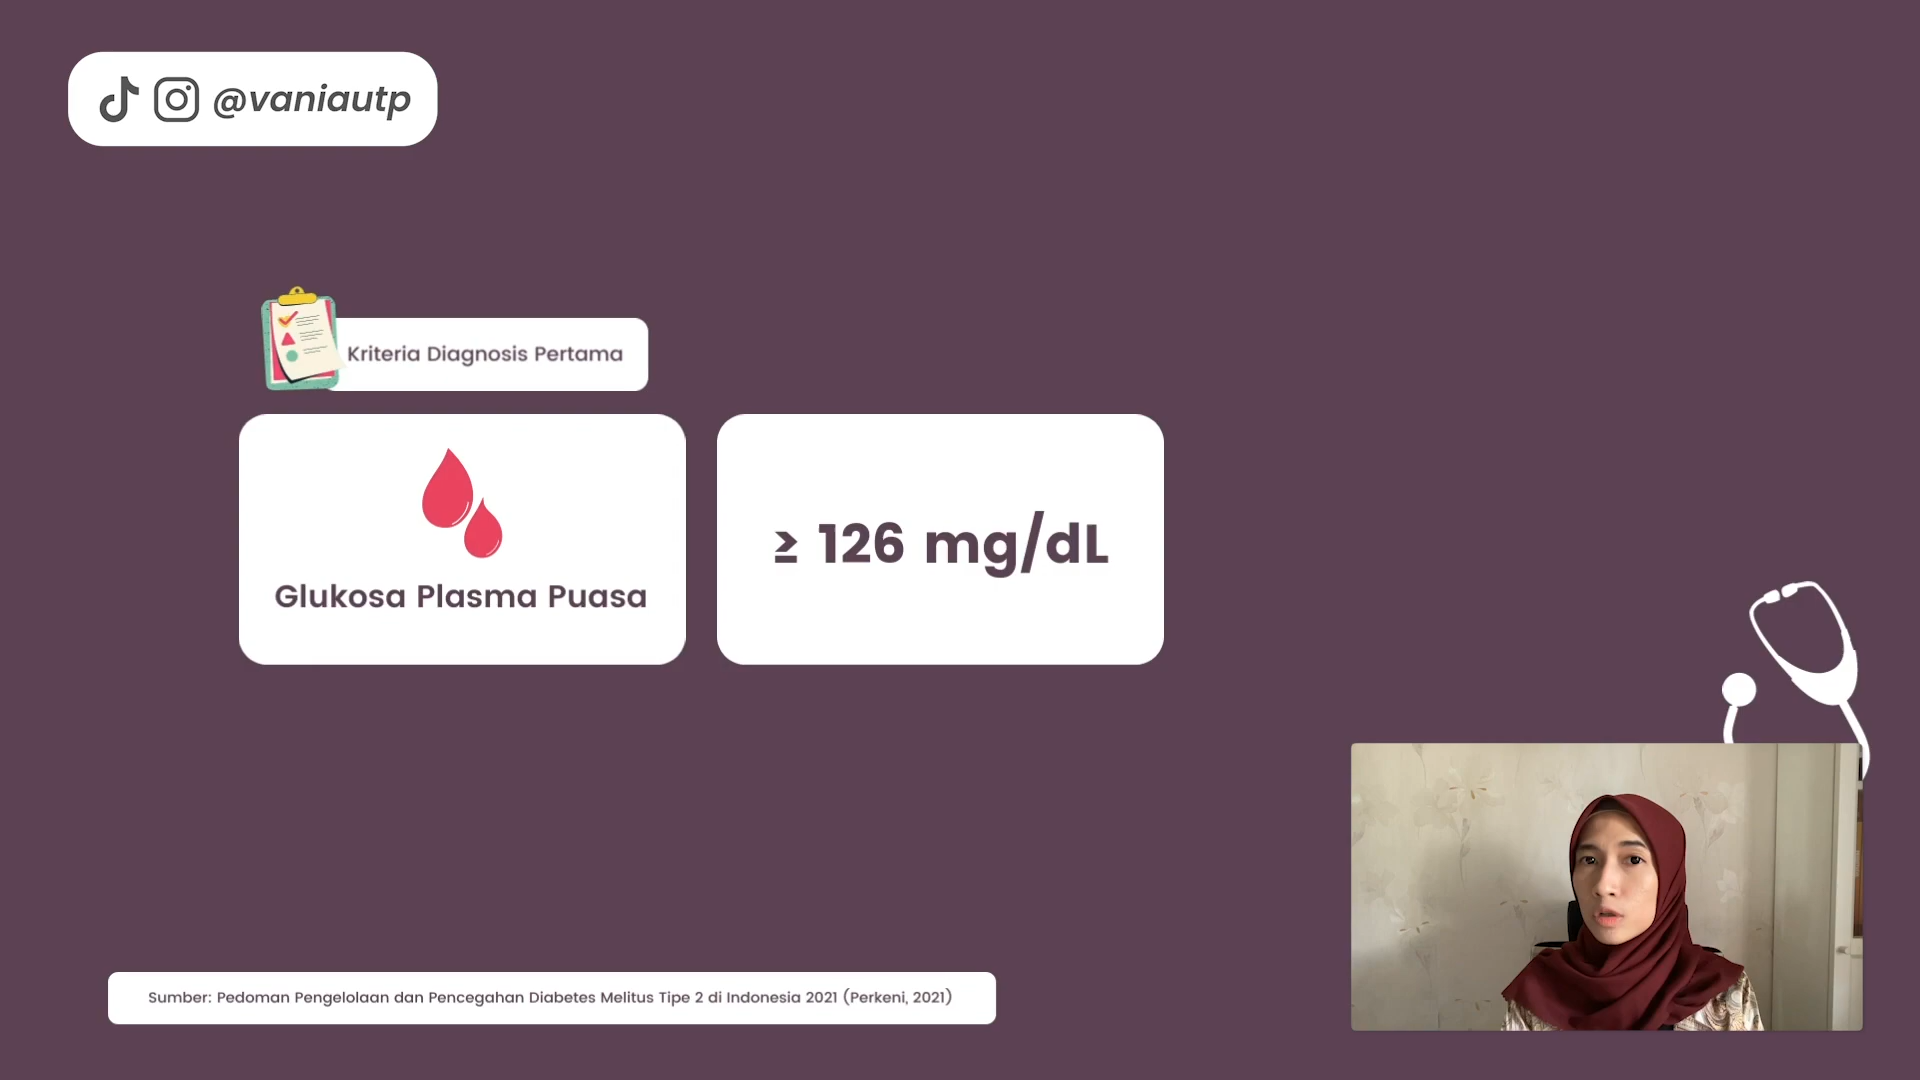 @vaniautp
Kriteria Diagnosis Pertama
Glukosa Plasma Puasa
≥ 126 mg/dL
Sumber: Pedoman Pengelolaan dan Pencegahan Diabetes Melitus Tipe 2 di Indonesia 2021 (Perkeni, 2021)